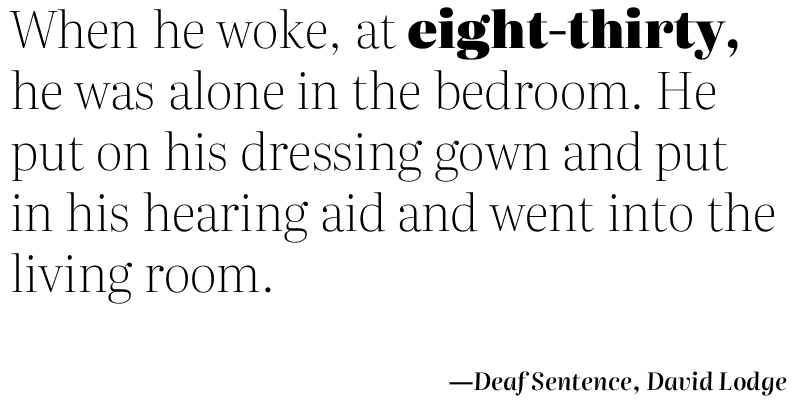 When he woke, at eight-thirty,
he was alone in the bedroom. He
put on his dressing gown and put
in his hearing aid and went into the
living room.
—Deaf Sentence, David Lodge